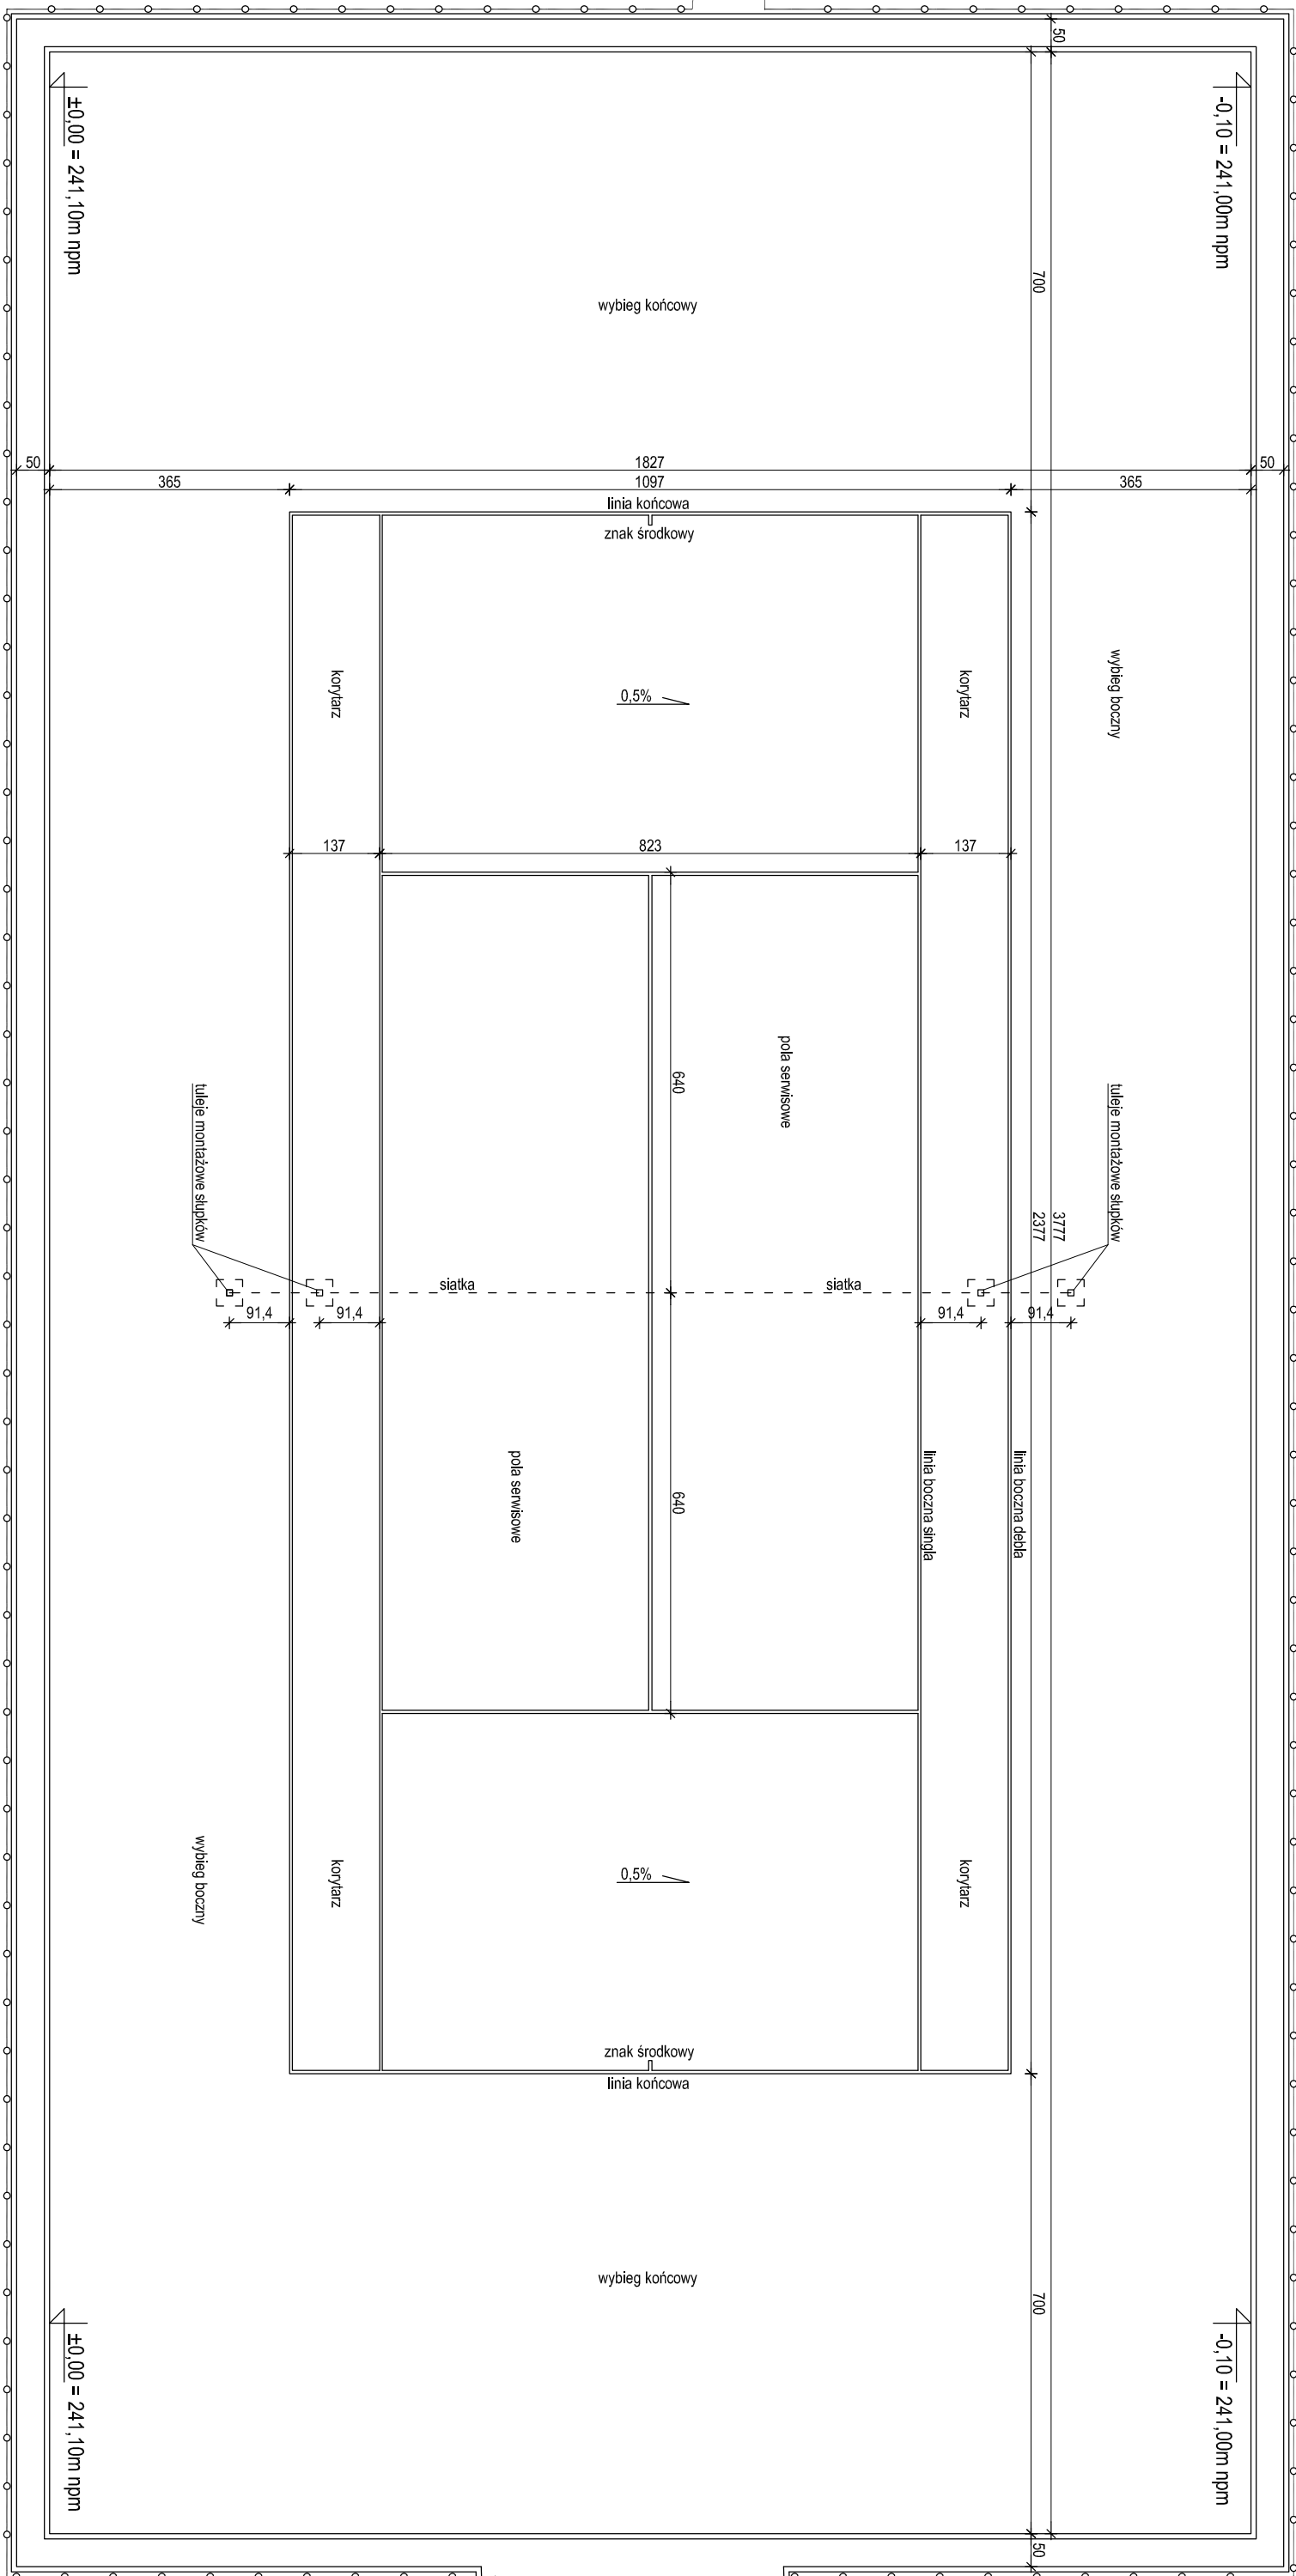 50
±0,00 = 241,10m npm
-0,10 = 241,00m npm
700
wybieg końcowy
50
1827
50
365
1097
365
linia końcowa
znak środkowy
korytarz
0,5%
korytarz
wybieg boczny
137
823
137
640
pola serwisowe
tuleje montażowe słupków
tuleje montażowe słupków
2377
3777
siatka
siatka
91,4
91,4
91,4
91,4
pola serwisowe
640
linia boczna singla
linia boczna debla
wybieg boczny
korytarz
0,5%
korytarz
znak środkowy
linia końcowa
wybieg końcowy
700
±0,00 = 241,10m npm
-0,10 = 241,00m npm
50